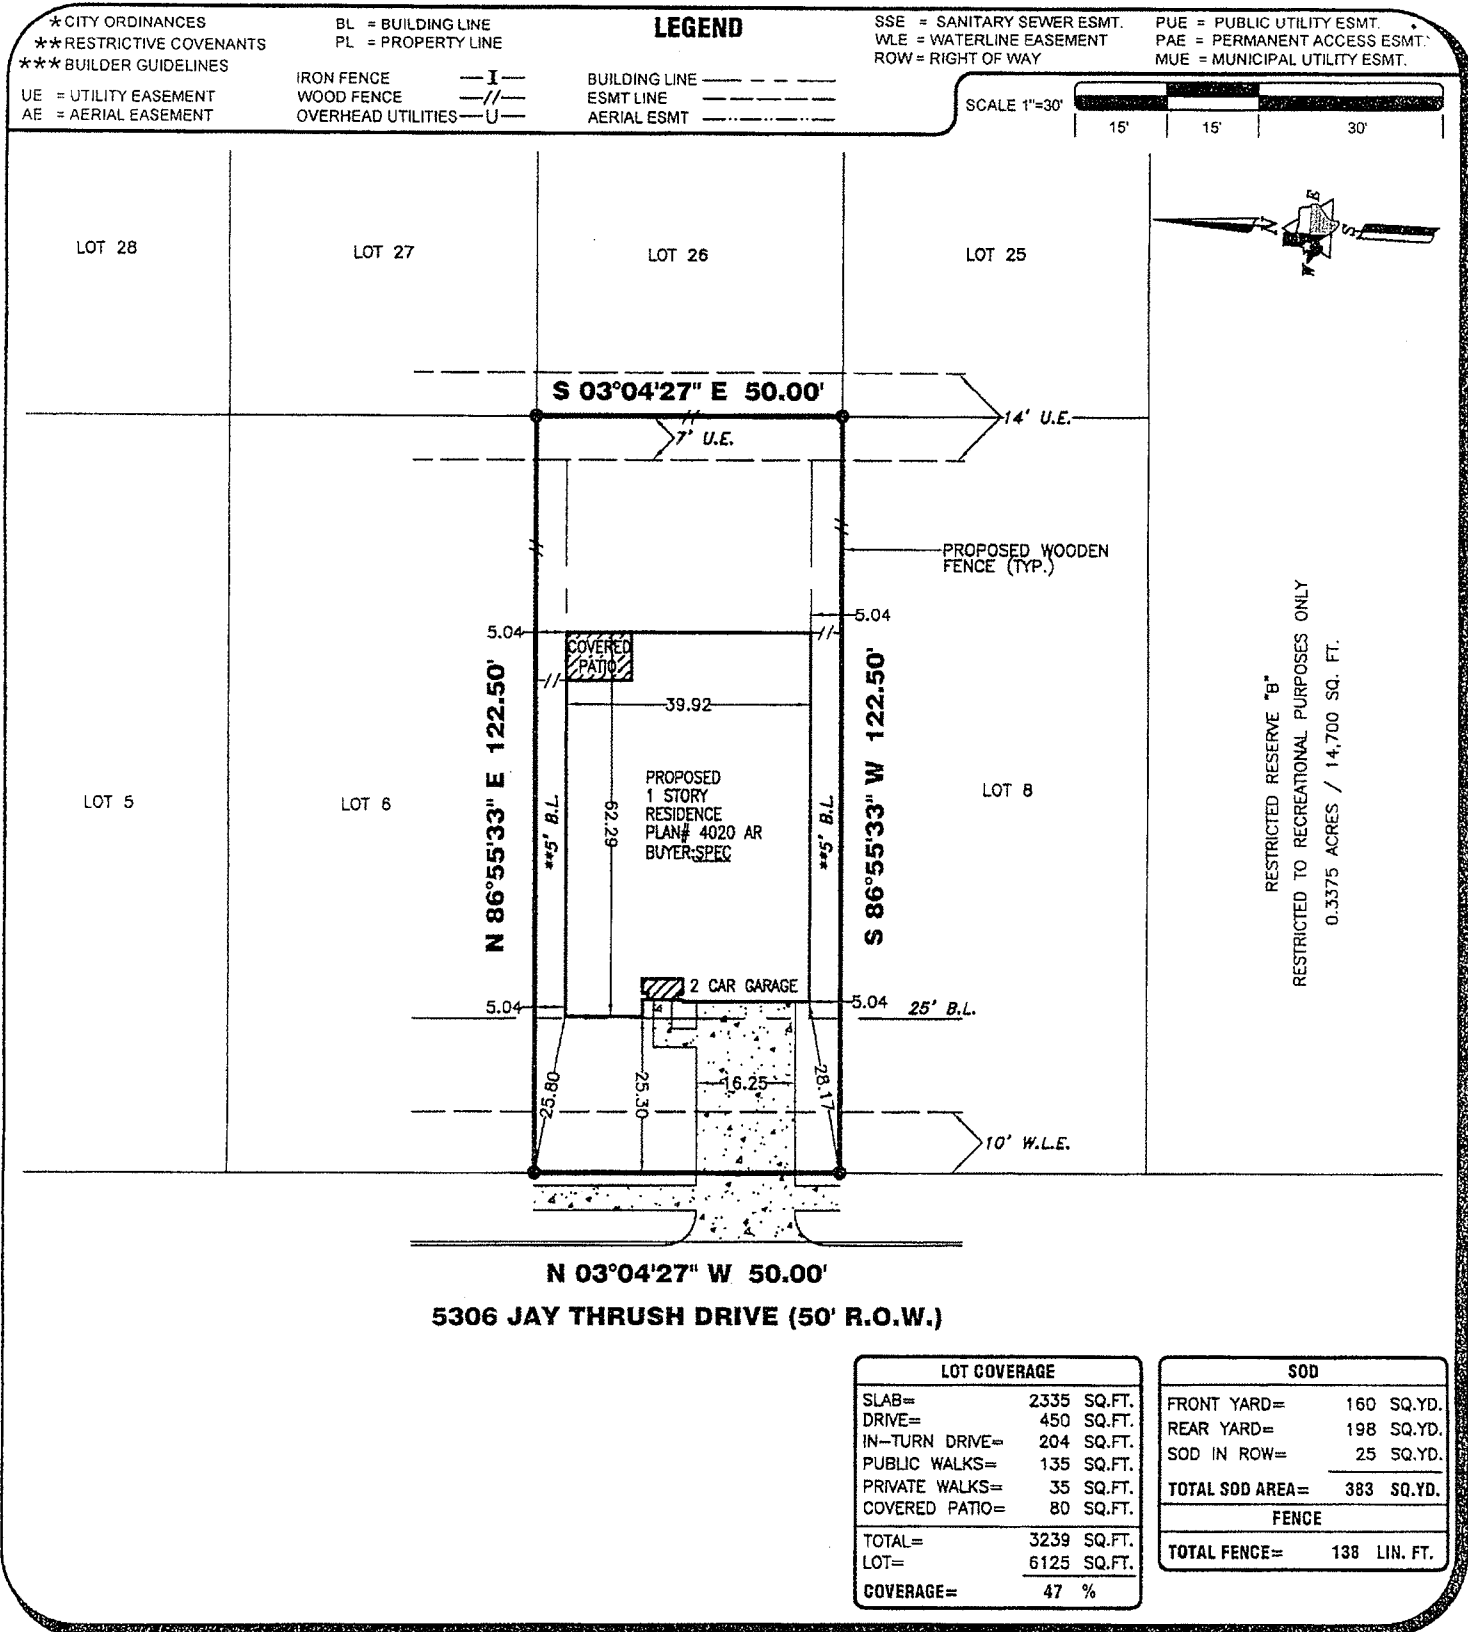 LEGEND
* CITY ORDINANCES
** RESTRICTIVE COVENANTS
*** BUILDER GUIDELINES
UE = UTILITY EASEMENT
AE = AERIAL EASEMENT
BL = BUILDING LINE
PL = PROPERTY LINE
IRON FENCE —I—
WOOD FENCE —//—
OVERHEAD UTILITIES —U—
BUILDING LINE
ESMT LINE
AERIAL ESMT
SSE = SANITARY SEWER ESMT.
WLE = WATERLINE EASEMENT
ROW = RIGHT OF WAY
PUE = PUBLIC UTILITY ESMT.
PAE = PERMANENT ACCESS ESMT.
MUE = MUNICIPAL UTILITY ESMT.
SCALE 1"=30'
15' 15' 30'
N E S W
LOT 28
LOT 27
LOT 26
LOT 25
S 03°04'27" E 50.00'
7' U.E.
14' U.E.
PROPOSED WOODEN
FENCE (TYP.)
5.04
5.04
COVERED
PATIO
39.92
N 86°55'33" E 122.50'
S 86°55'33" W 122.50'
LOT 5
LOT 6
**5' B.L.
62.29
PROPOSED
1 STORY
RESIDENCE
PLAN# 4020 AR
BUYER:SPEC
**5' B.L.
LOT 8
RESTRICTED RESERVE "B"
RESTRICTED TO RECREATIONAL PURPOSES ONLY
0.3375 ACRES / 14,700 SQ. FT.
2 CAR GARAGE
5.04
5.04
25' B.L.
25.80
25.30
16.25
28.17
10' W.L.E.
N 03°04'27" W 50.00'
5306 JAY THRUSH DRIVE (50' R.O.W.)
LOT COVERAGE
SLAB= 2335 SQ.FT.
DRIVE= 450 SQ.FT.
IN-TURN DRIVE= 204 SQ.FT.
PUBLIC WALKS= 135 SQ.FT.
PRIVATE WALKS= 35 SQ.FT.
COVERED PATIO= 80 SQ.FT.
TOTAL= 3239 SQ.FT.
LOT= 6125 SQ.FT.
COVERAGE= 47 %
SOD
FRONT YARD= 160 SQ.YD.
REAR YARD= 198 SQ.YD.
SOD IN ROW= 25 SQ.YD.
TOTAL SOD AREA= 383 SQ.YD.
FENCE
TOTAL FENCE= 138 LIN. FT.